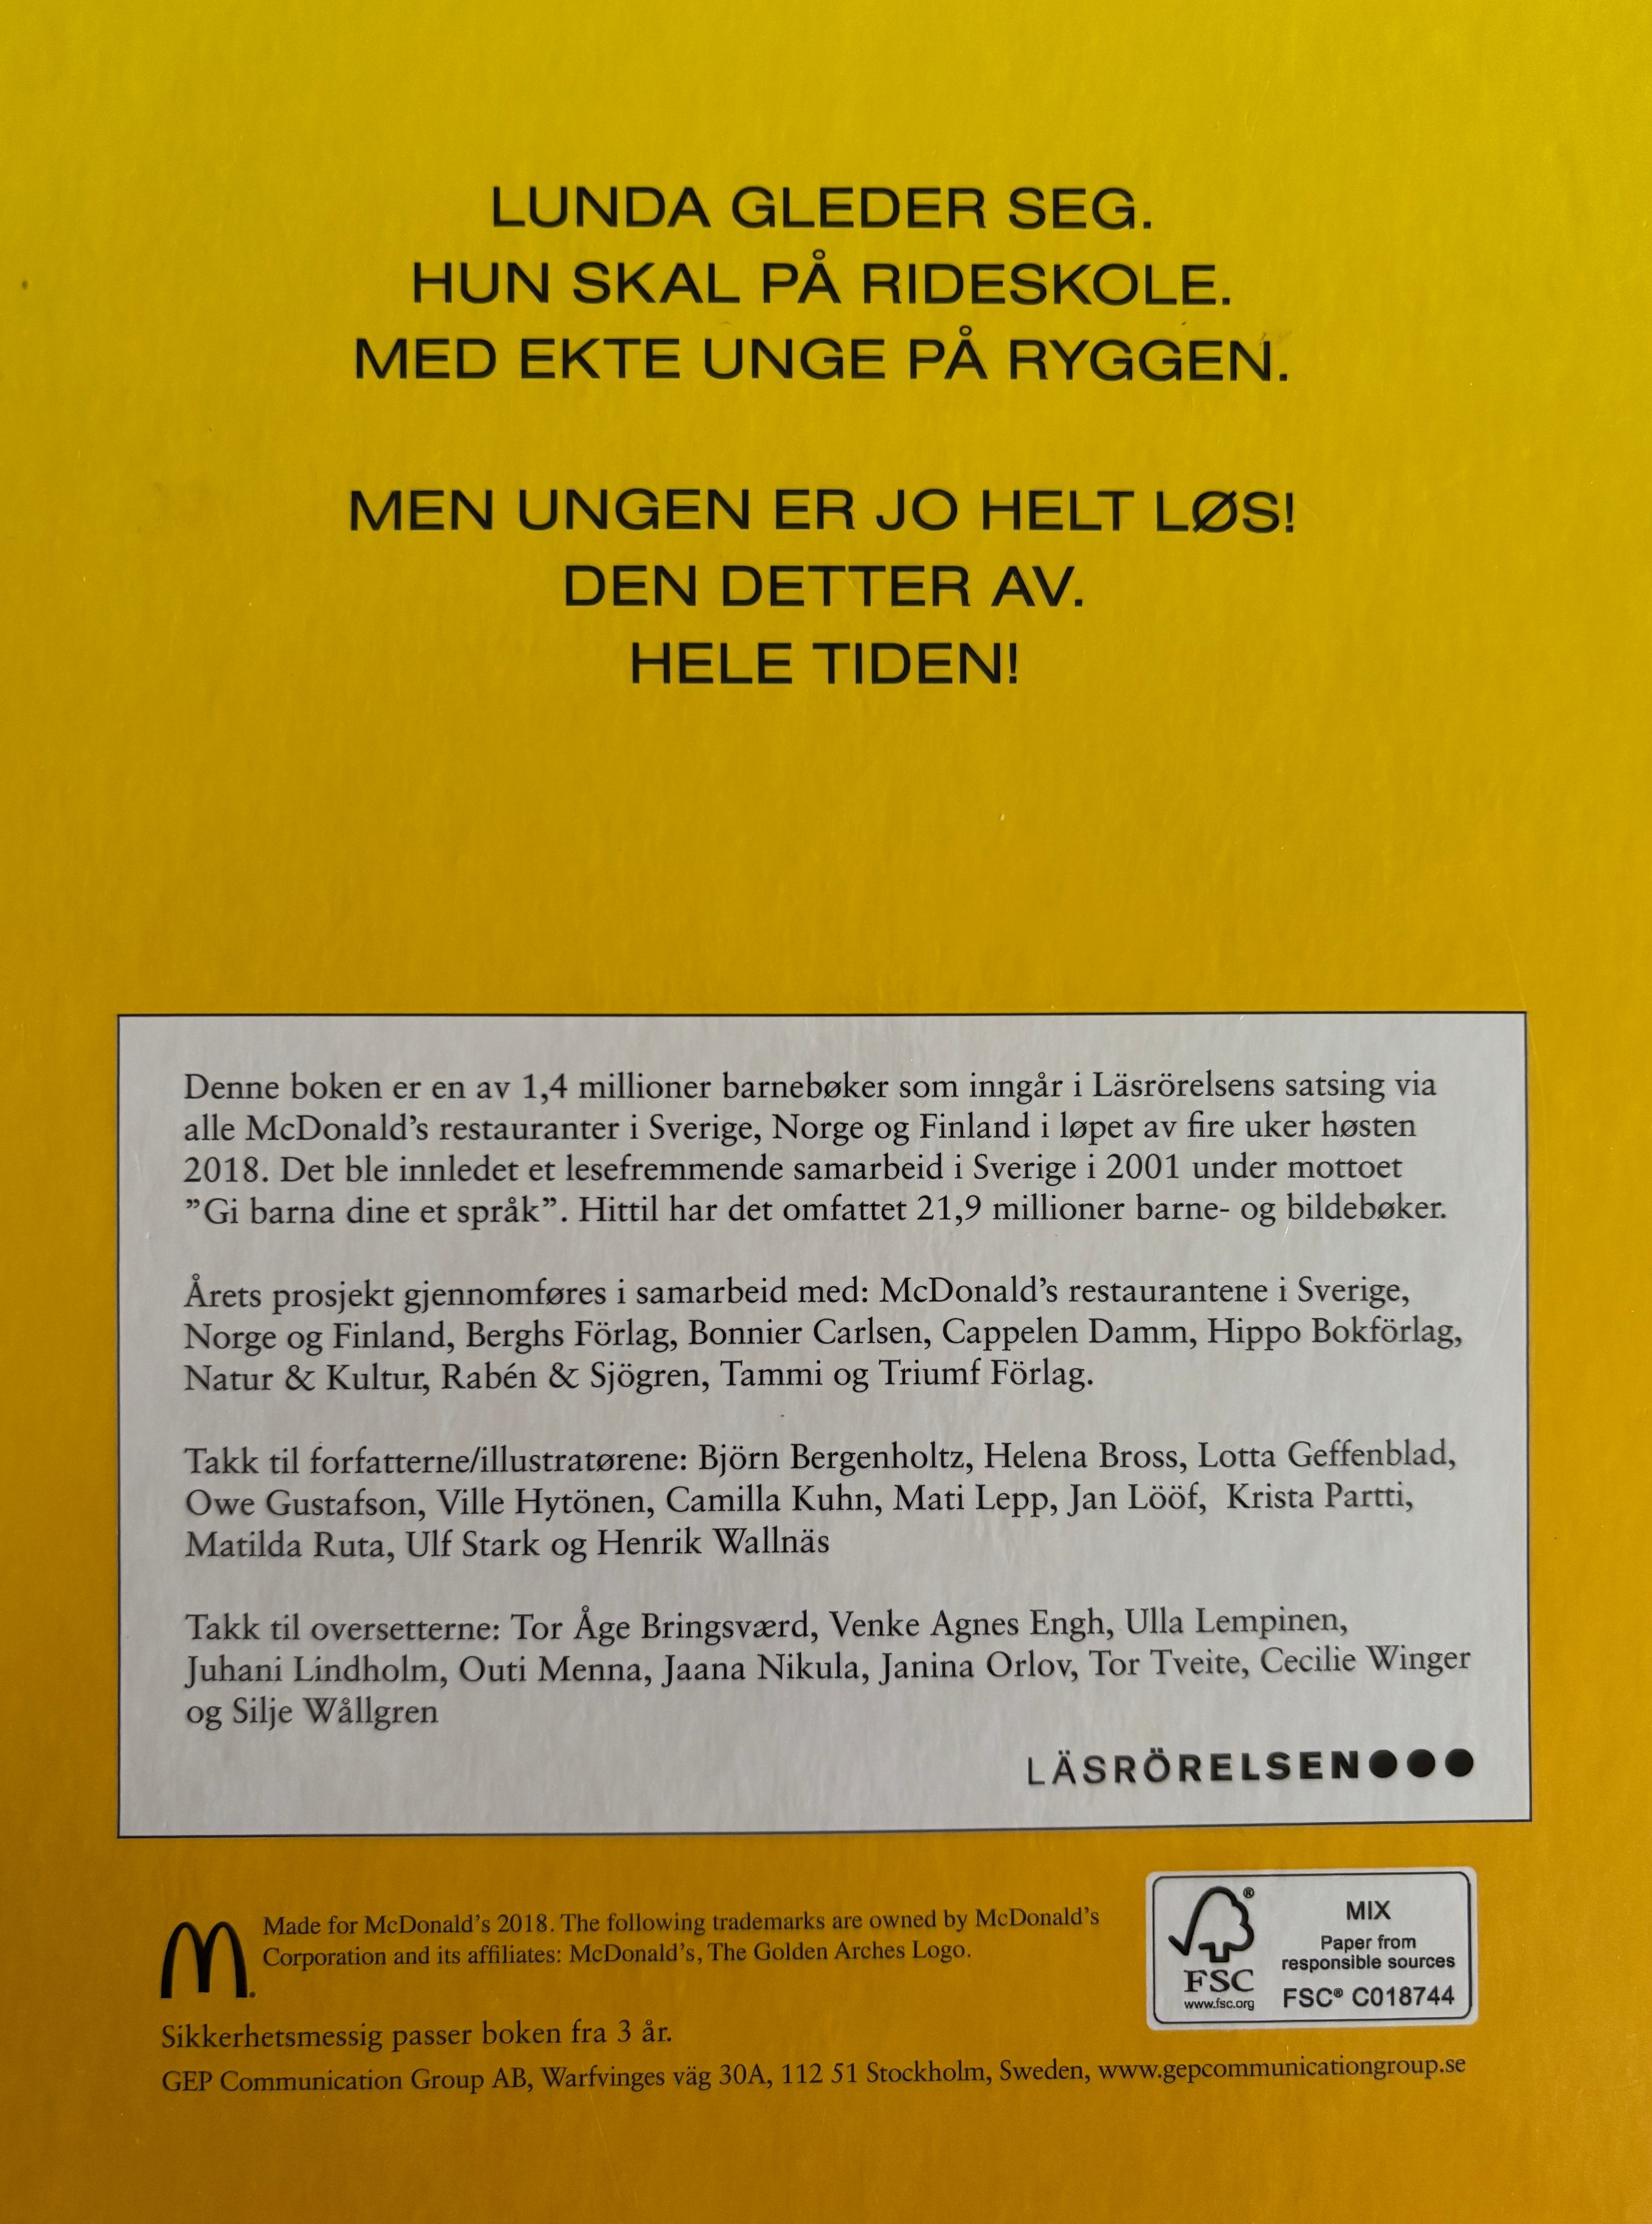 LUNDA GLEDER SEG.
HUN SKAL PÅ RIDESKOLE.
MED EKTE UNGE PÅ RYGGEN.
MEN UNGEN ER JO HELT LØS!
DEN DETTER AV.
HELE TIDEN!
Denne boken er en av 1,4 millioner barnebøker som inngår i Läsrörelsens satsing via
alle McDonald’s restauranter i Sverige, Norge og Finland i løpet av fire uker høsten
2018. Det ble innledet et lesefremmende samarbeid i Sverige i 2001 under mottoet
”Gi barna dine et språk”. Hittil har det omfattet 21,9 millioner barne- og bildebøker.
Årets prosjekt gjennomføres i samarbeid med: McDonald’s restaurantene i Sverige,
Norge og Finland, Berghs Förlag, Bonnier Carlsen, Cappelen Damm, Hippo Bokförlag,
Natur & Kultur, Rabén & Sjögren, Tammi og Triumf Förlag.
Takk til forfatterne/illustratørene: Björn Bergenholtz, Helena Bross, Lotta Geffenblad,
Owe Gustafson, Ville Hytönen, Camilla Kuhn, Mati Lepp, Jan Lööf, Krista Partti,
Matilda Ruta, Ulf Stark og Henrik Wallnäs
Takk til oversetterne: Tor Åge Bringsværd, Venke Agnes Engh, Ulla Lempinen,
Juhani Lindholm, Outi Menna, Jaana Nikula, Janina Orlov, Tor Tveite, Cecilie Winger
og Silje Wållgren
LÄSRÖRELSEN●●●
Made for McDonald’s 2018. The following trademarks are owned by McDonald’s
Corporation and its affiliates: McDonald’s, The Golden Arches Logo.
Sikkerhetsmessig passer boken fra 3 år.
GEP Communication Group AB, Warfvinges väg 30A, 112 51 Stockholm, Sweden, www.gepcommunicationgroup.se
®
FSC
www.fsc.org
MIX
Paper from
responsible sources
FSC® C018744